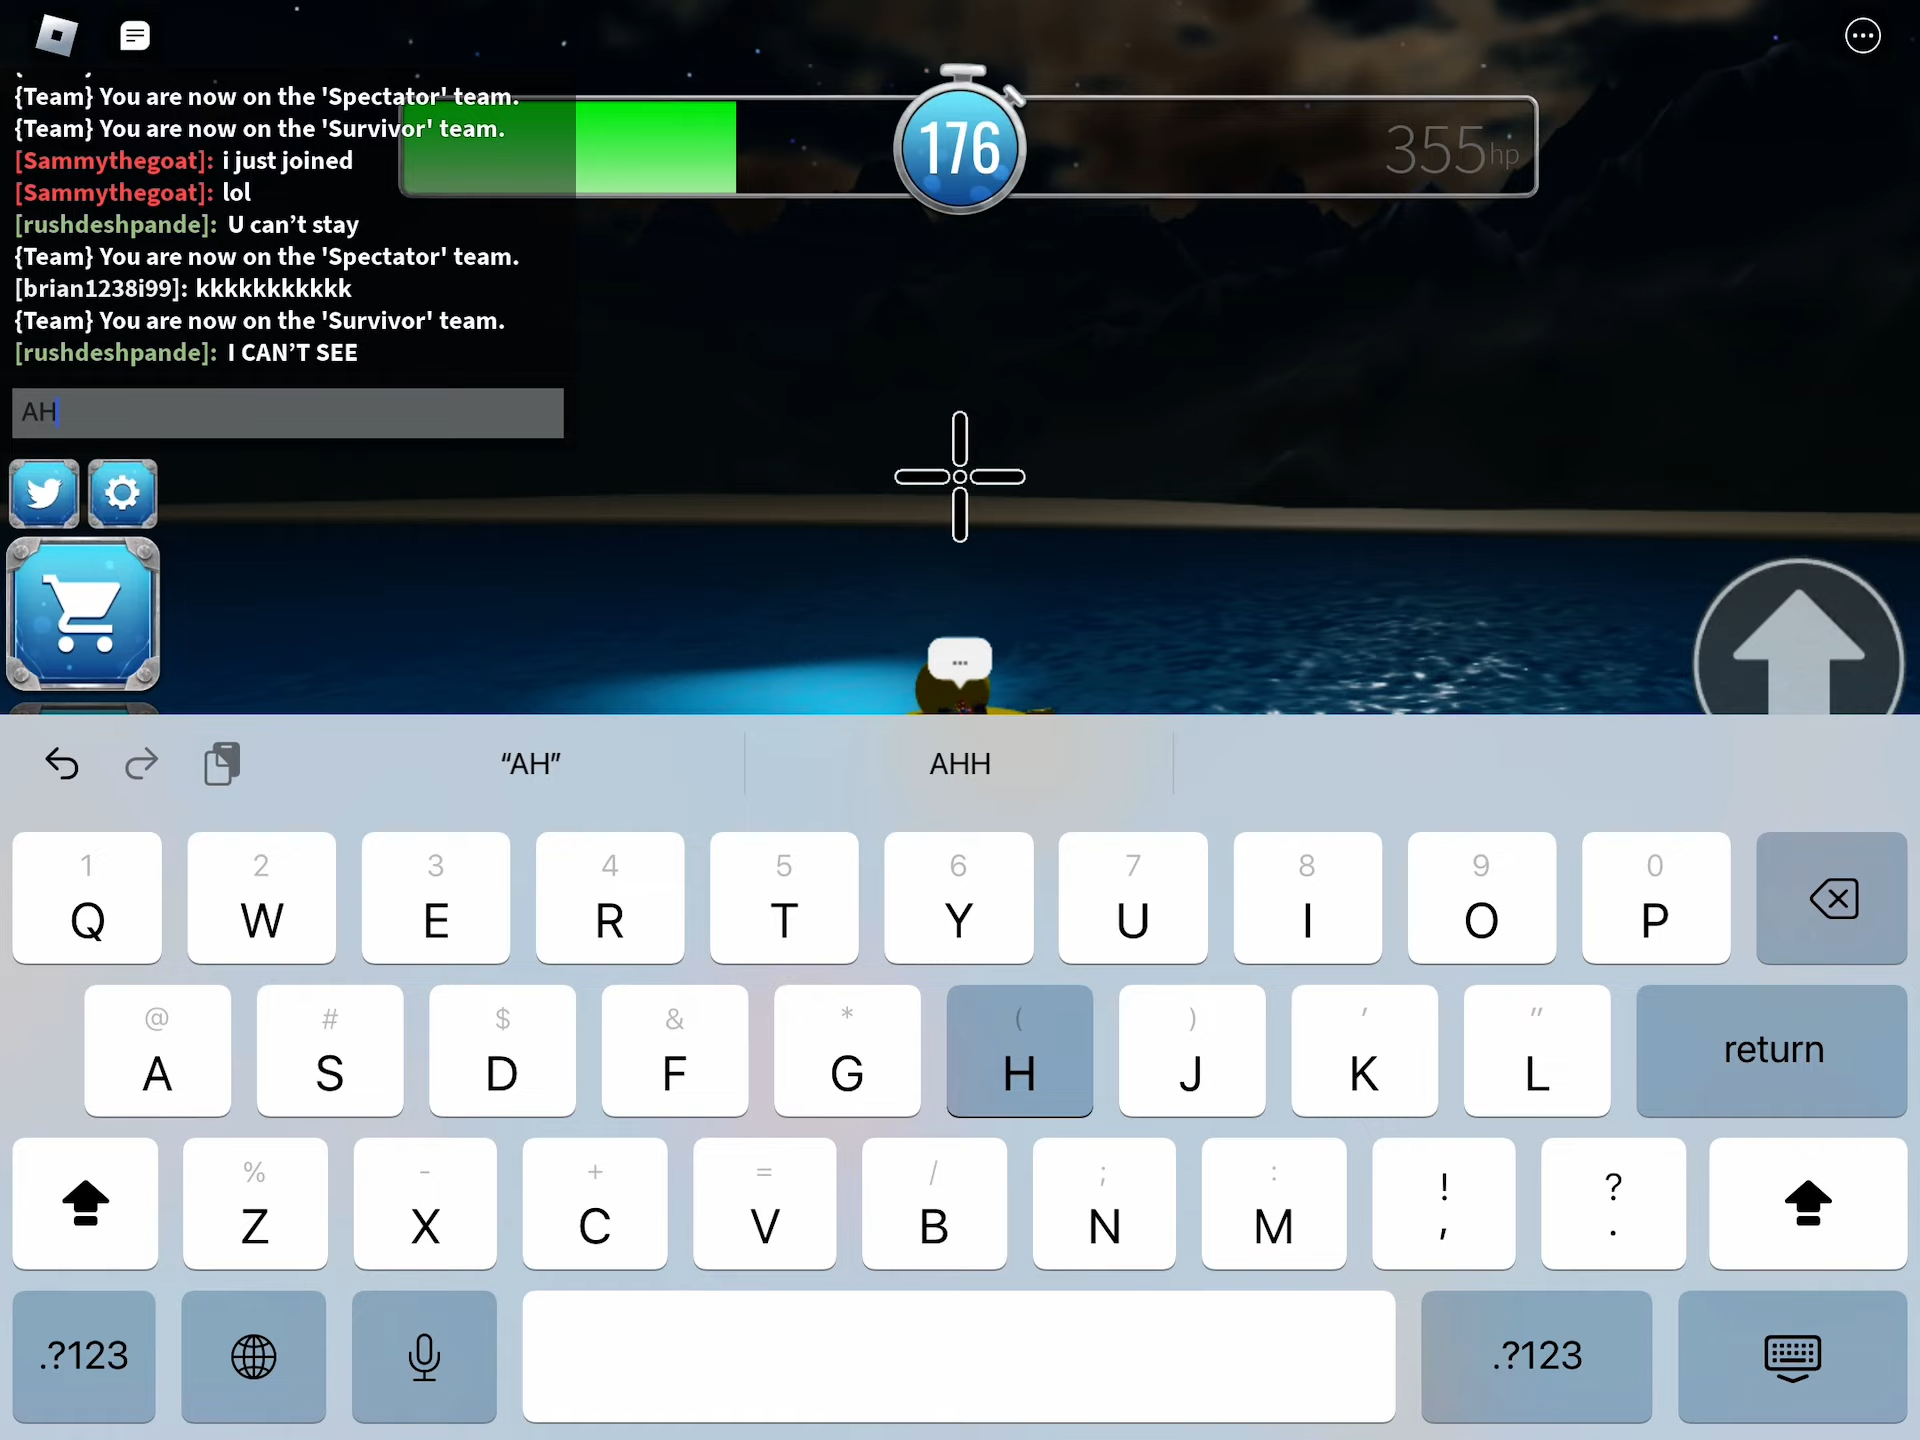 {Team} You are now on the 'Spectator' team.
{Team} You are now on the 'Survivor' team.
[Sammythegoat]: i just joined
[Sammythegoat]: lol
[rushdeshpande]: U can’t stay
{Team} You are now on the 'Spectator' team.
[brian1238i99]: kkkkkkkkkkk
{Team} You are now on the 'Survivor' team.
[rushdeshpande]: I CAN’T SEE
AH
176
355hp
...
“AH” AHH
1 2 3 4 5 6 7 8 9 0
Q W E R T Y U I O P
@ # $ & * ( ) ' "
A S D F G H J K L return
% - + = / ; : ! ?
Z X C V B N M , .
.?123 .?123